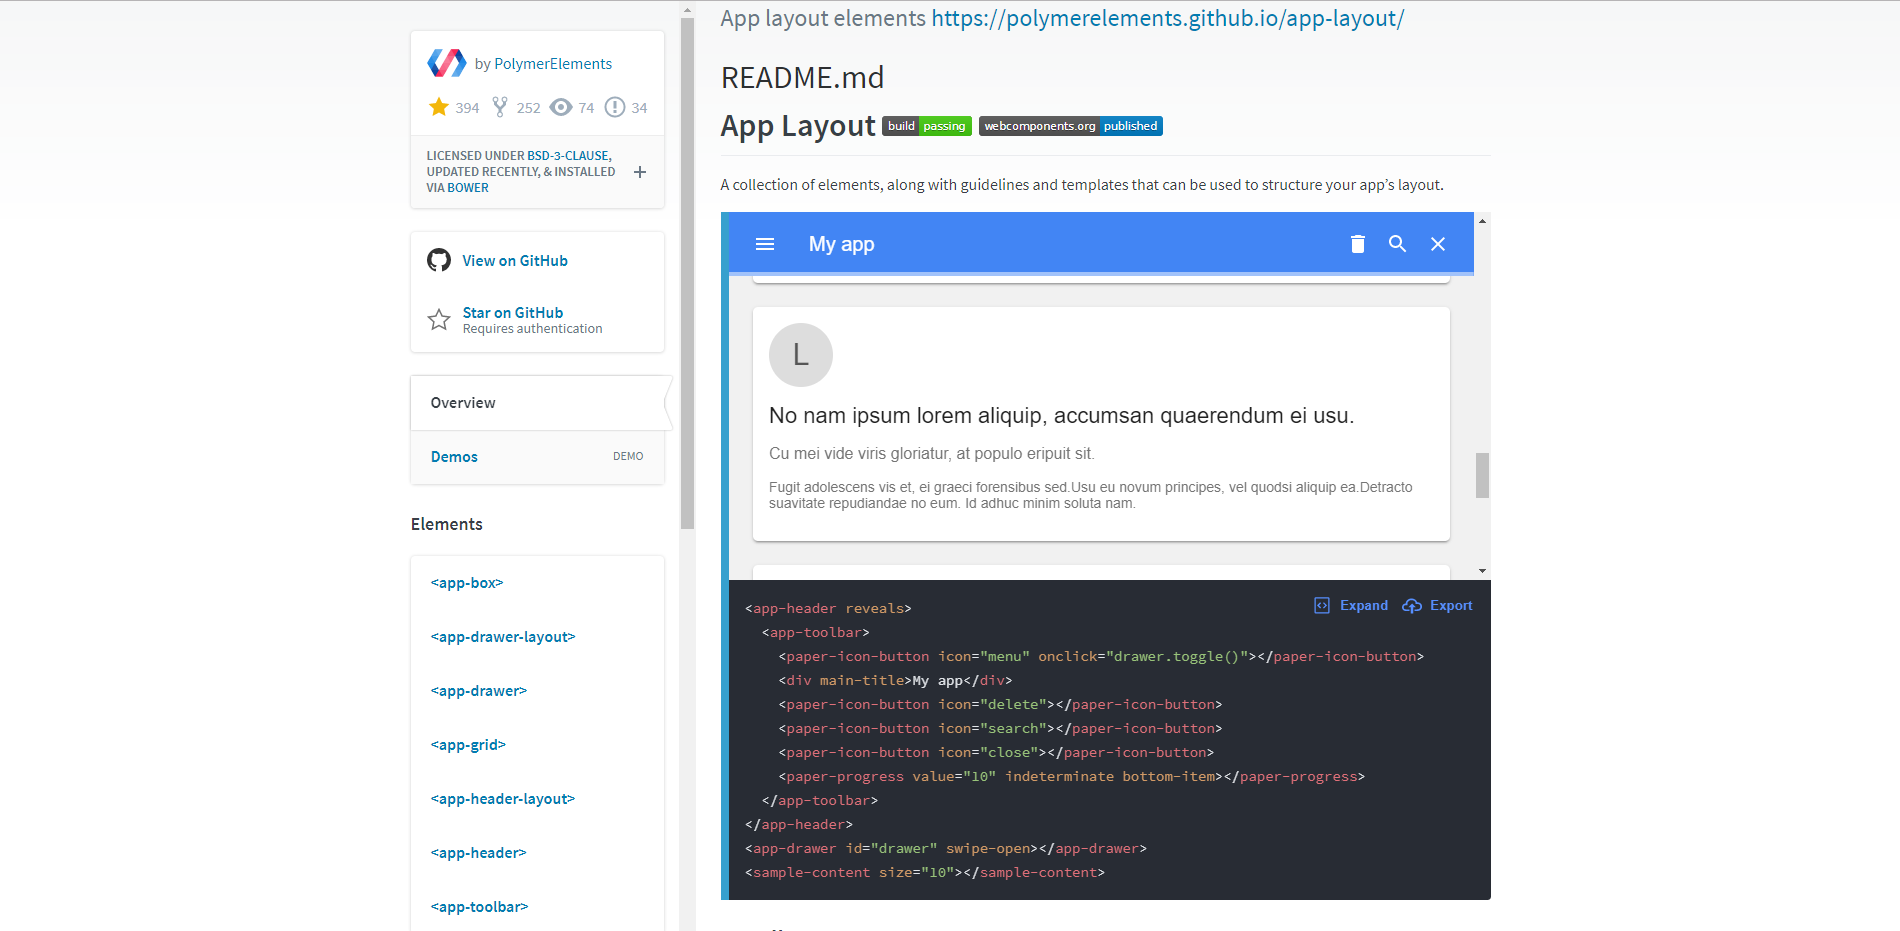 by PolymerElements
394 252 74 34
LICENSED UNDER BSD-3-CLAUSE,
UPDATED RECENTLY, & INSTALLED
VIA BOWER
View on GitHub
Star on GitHub
Requires authentication
Overview
Demos DEMO
Elements
<app-box>
<app-drawer-layout>
<app-drawer>
<app-grid>
<app-header-layout>
<app-header>
<app-toolbar>
App layout elements https://polymerelements.github.io/app-layout/
README.md
App Layout build passing webcomponents.org published
A collection of elements, along with guidelines and templates that can be used to structure your app’s layout.
My app
L
No nam ipsum lorem aliquip, accumsan quaerendum ei usu.
Cu mei vide viris gloriatur, at populo eripuit sit.
Fugit adolescens vis et, ei graeci forensibus sed.Usu eu novum principes, vel quodsi aliquip ea.Detracto
suavitate repudiandae no eum. Id adhuc minim soluta nam.
Expand Export
<app-header reveals>
<app-toolbar>
<paper-icon-button icon="menu" onclick="drawer.toggle()"></paper-icon-button>
<div main-title>My app</div>
<paper-icon-button icon="delete"></paper-icon-button>
<paper-icon-button icon="search"></paper-icon-button>
<paper-icon-button icon="close"></paper-icon-button>
<paper-progress value="10" indeterminate bottom-item></paper-progress>
</app-toolbar>
</app-header>
<app-drawer id="drawer" swipe-open></app-drawer>
<sample-content size="10"></sample-content>